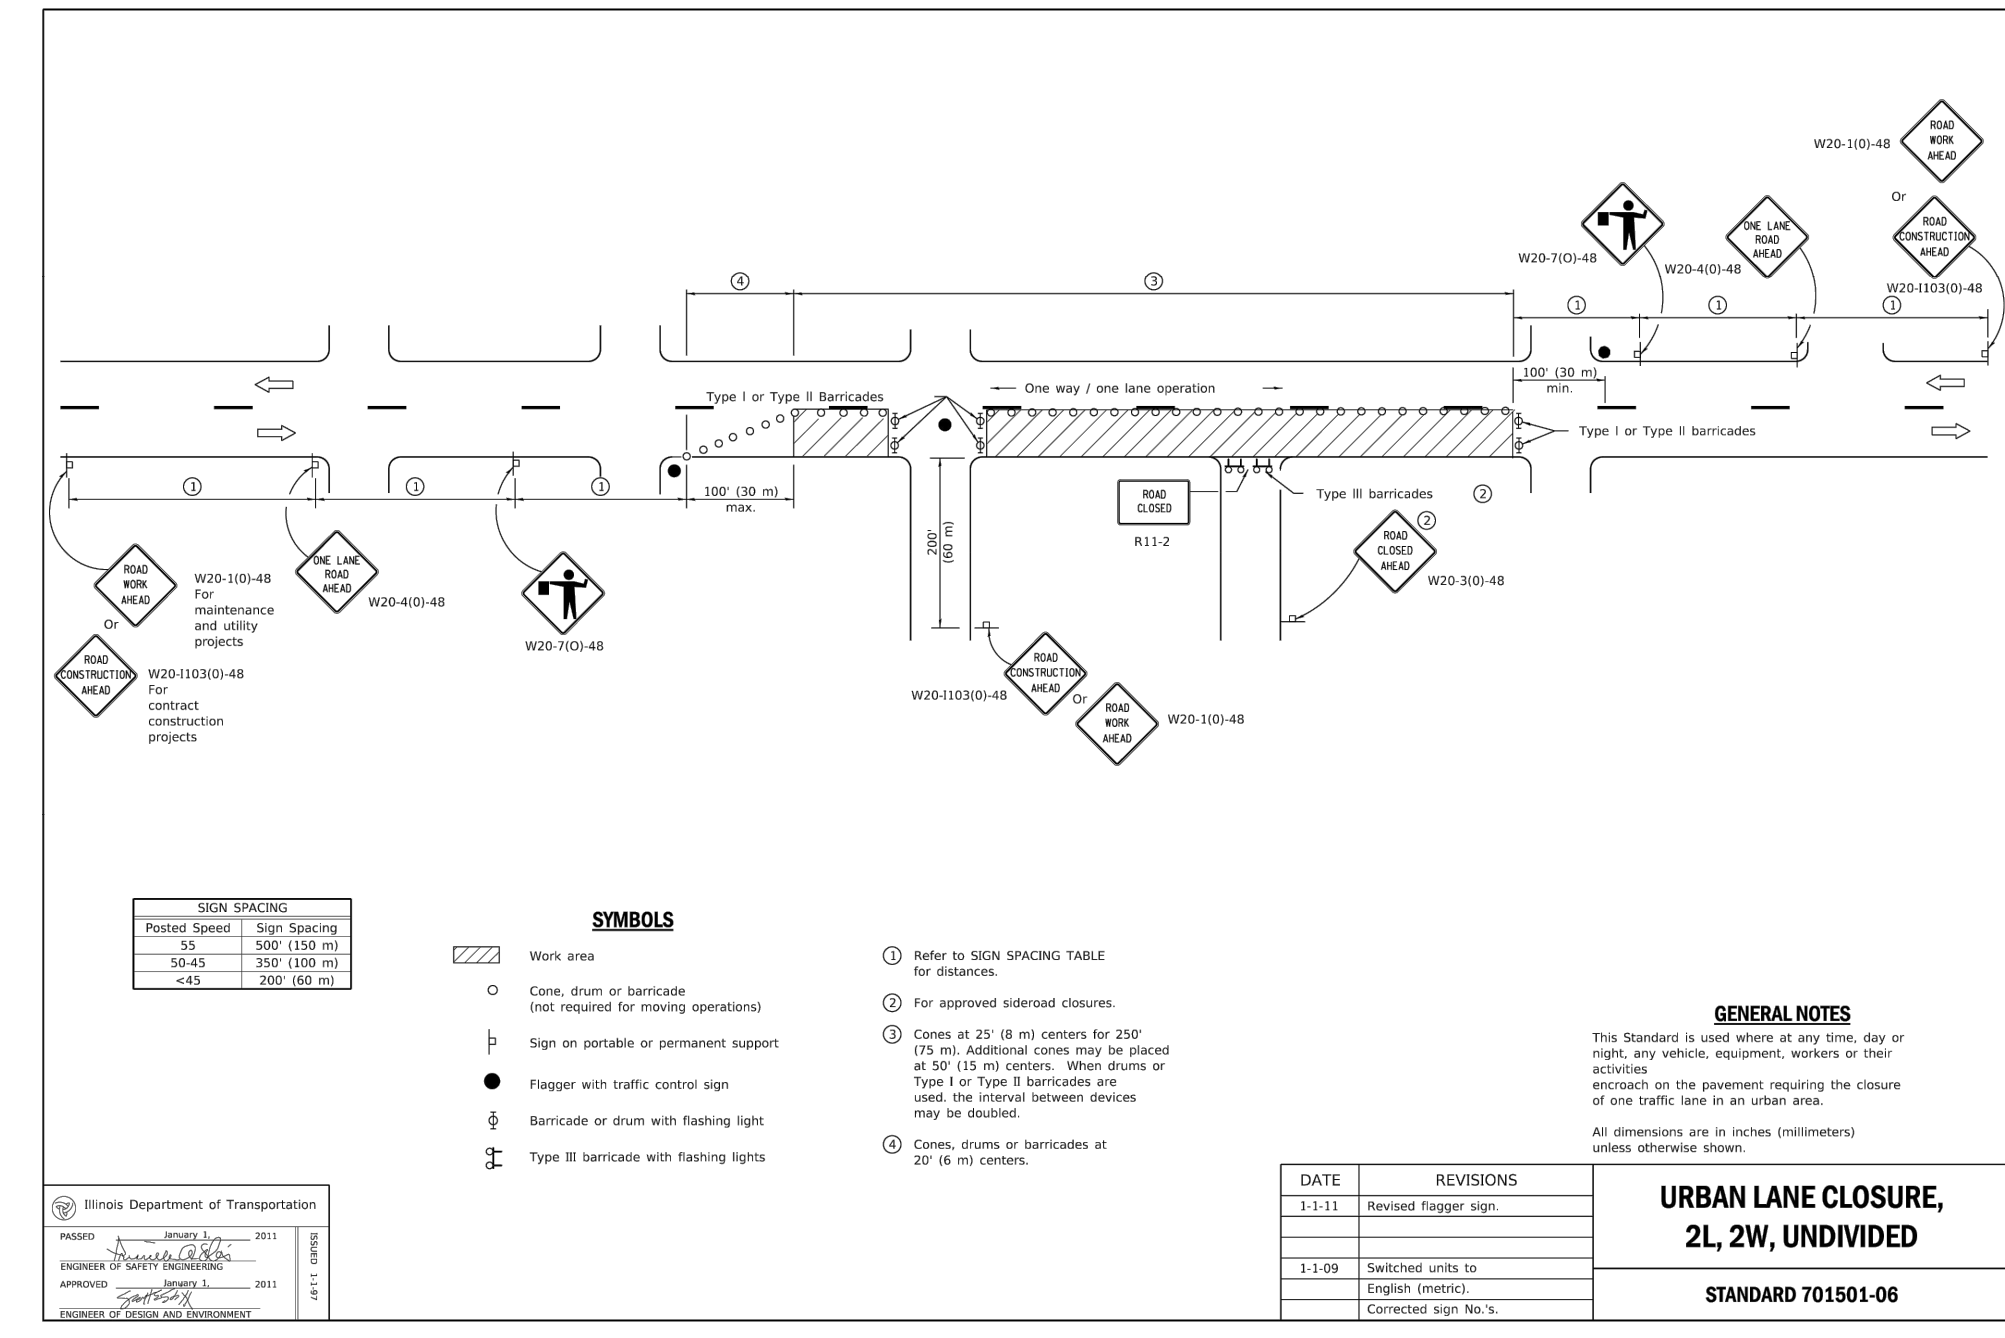 ROAD
WORK
AHEAD
W20-1(0)-48
Or
ROAD
CONSTRUCTION
AHEAD
W20-I103(0)-48
W20-7(O)-48
ONE LANE
ROAD
AHEAD
W20-4(0)-48
4
3
1
1
1
100' (30 m)
min.
Type I or Type II Barricades
One way / one lane operation
Type I or Type II barricades
1
1
1
100' (30 m)
max.
200'
(60 m)
ROAD
CLOSED
R11-2
Type III barricades
2
2
ROAD
CLOSED
AHEAD
W20-3(0)-48
ROAD
WORK
AHEAD
W20-1(0)-48
For
maintenance
and utility
projects
Or
ROAD
CONSTRUCTION
AHEAD
W20-I103(0)-48
For
contract
construction
projects
ONE LANE
ROAD
AHEAD
W20-4(0)-48
W20-7(O)-48
ROAD
CONSTRUCTION
AHEAD
W20-I103(0)-48
Or
ROAD
WORK
AHEAD
W20-1(0)-48
SIGN SPACING
Posted Speed Sign Spacing
55 500' (150 m)
50-45 350' (100 m)
<45 200' (60 m)
SYMBOLS
Work area
Cone, drum or barricade
(not required for moving operations)
Sign on portable or permanent support
Flagger with traffic control sign
Barricade or drum with flashing light
Type III barricade with flashing lights
1 Refer to SIGN SPACING TABLE
for distances.
2 For approved sideroad closures.
3 Cones at 25' (8 m) centers for 250'
(75 m). Additional cones may be placed
at 50' (15 m) centers. When drums or
Type I or Type II barricades are
used. the interval between devices
may be doubled.
4 Cones, drums or barricades at
20' (6 m) centers.
GENERAL NOTES
This Standard is used where at any time, day or
night, any vehicle, equipment, workers or their
activities
encroach on the pavement requiring the closure
of one traffic lane in an urban area.
All dimensions are in inches (millimeters)
unless otherwise shown.
Illinois Department of Transportation
PASSED January 1, 2011
ENGINEER OF SAFETY ENGINEERING
APPROVED January 1, 2011
ENGINEER OF DESIGN AND ENVIRONMENT
ISSUED 1-1-97
DATE REVISIONS
1-1-11 Revised flagger sign.
1-1-09 Switched units to
English (metric).
Corrected sign No.'s.
URBAN LANE CLOSURE,
2L, 2W, UNDIVIDED
STANDARD 701501-06